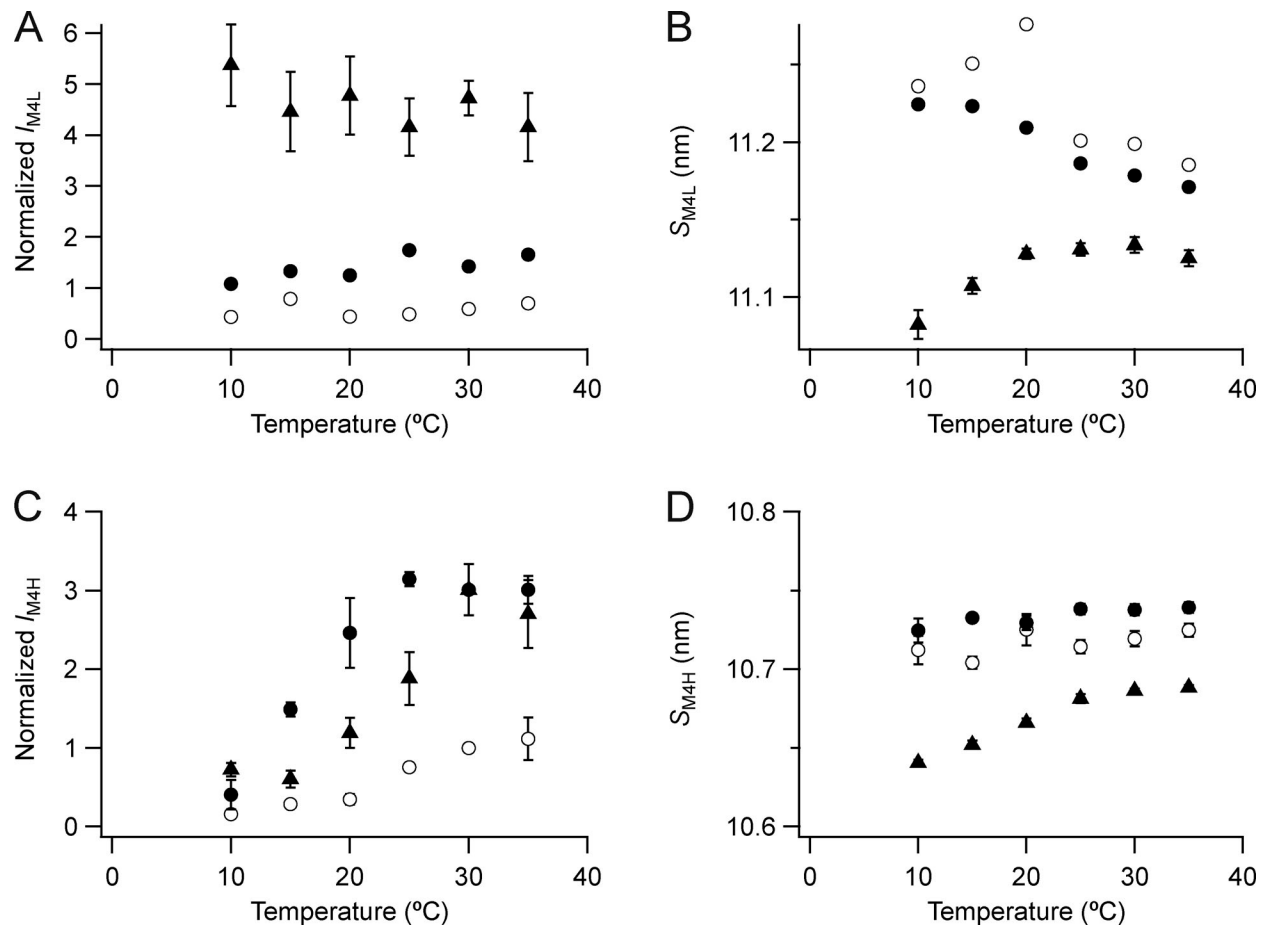 A
Normalized I_M4L
6
5
4
3
2
1
0
0 10 20 30 40
Temperature (ºC)
B
S_M4L (nm)
11.2
11.1
0 10 20 30 40
Temperature (ºC)
C
Normalized I_M4H
4
3
2
1
0
0 10 20 30 40
Temperature (ºC)
D
S_M4H (nm)
10.8
10.7
10.6
0 10 20 30 40
Temperature (ºC)